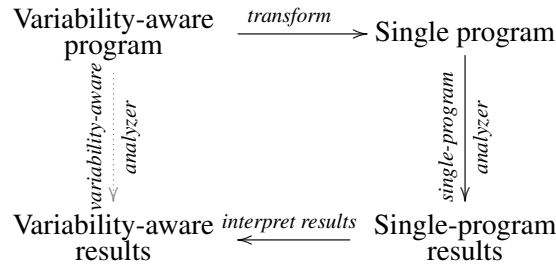 Variability-aware
program
transform
Single program
variability-aware
analyzer
single-program
analyzer
Variability-aware
results
interpret results
Single-program
results